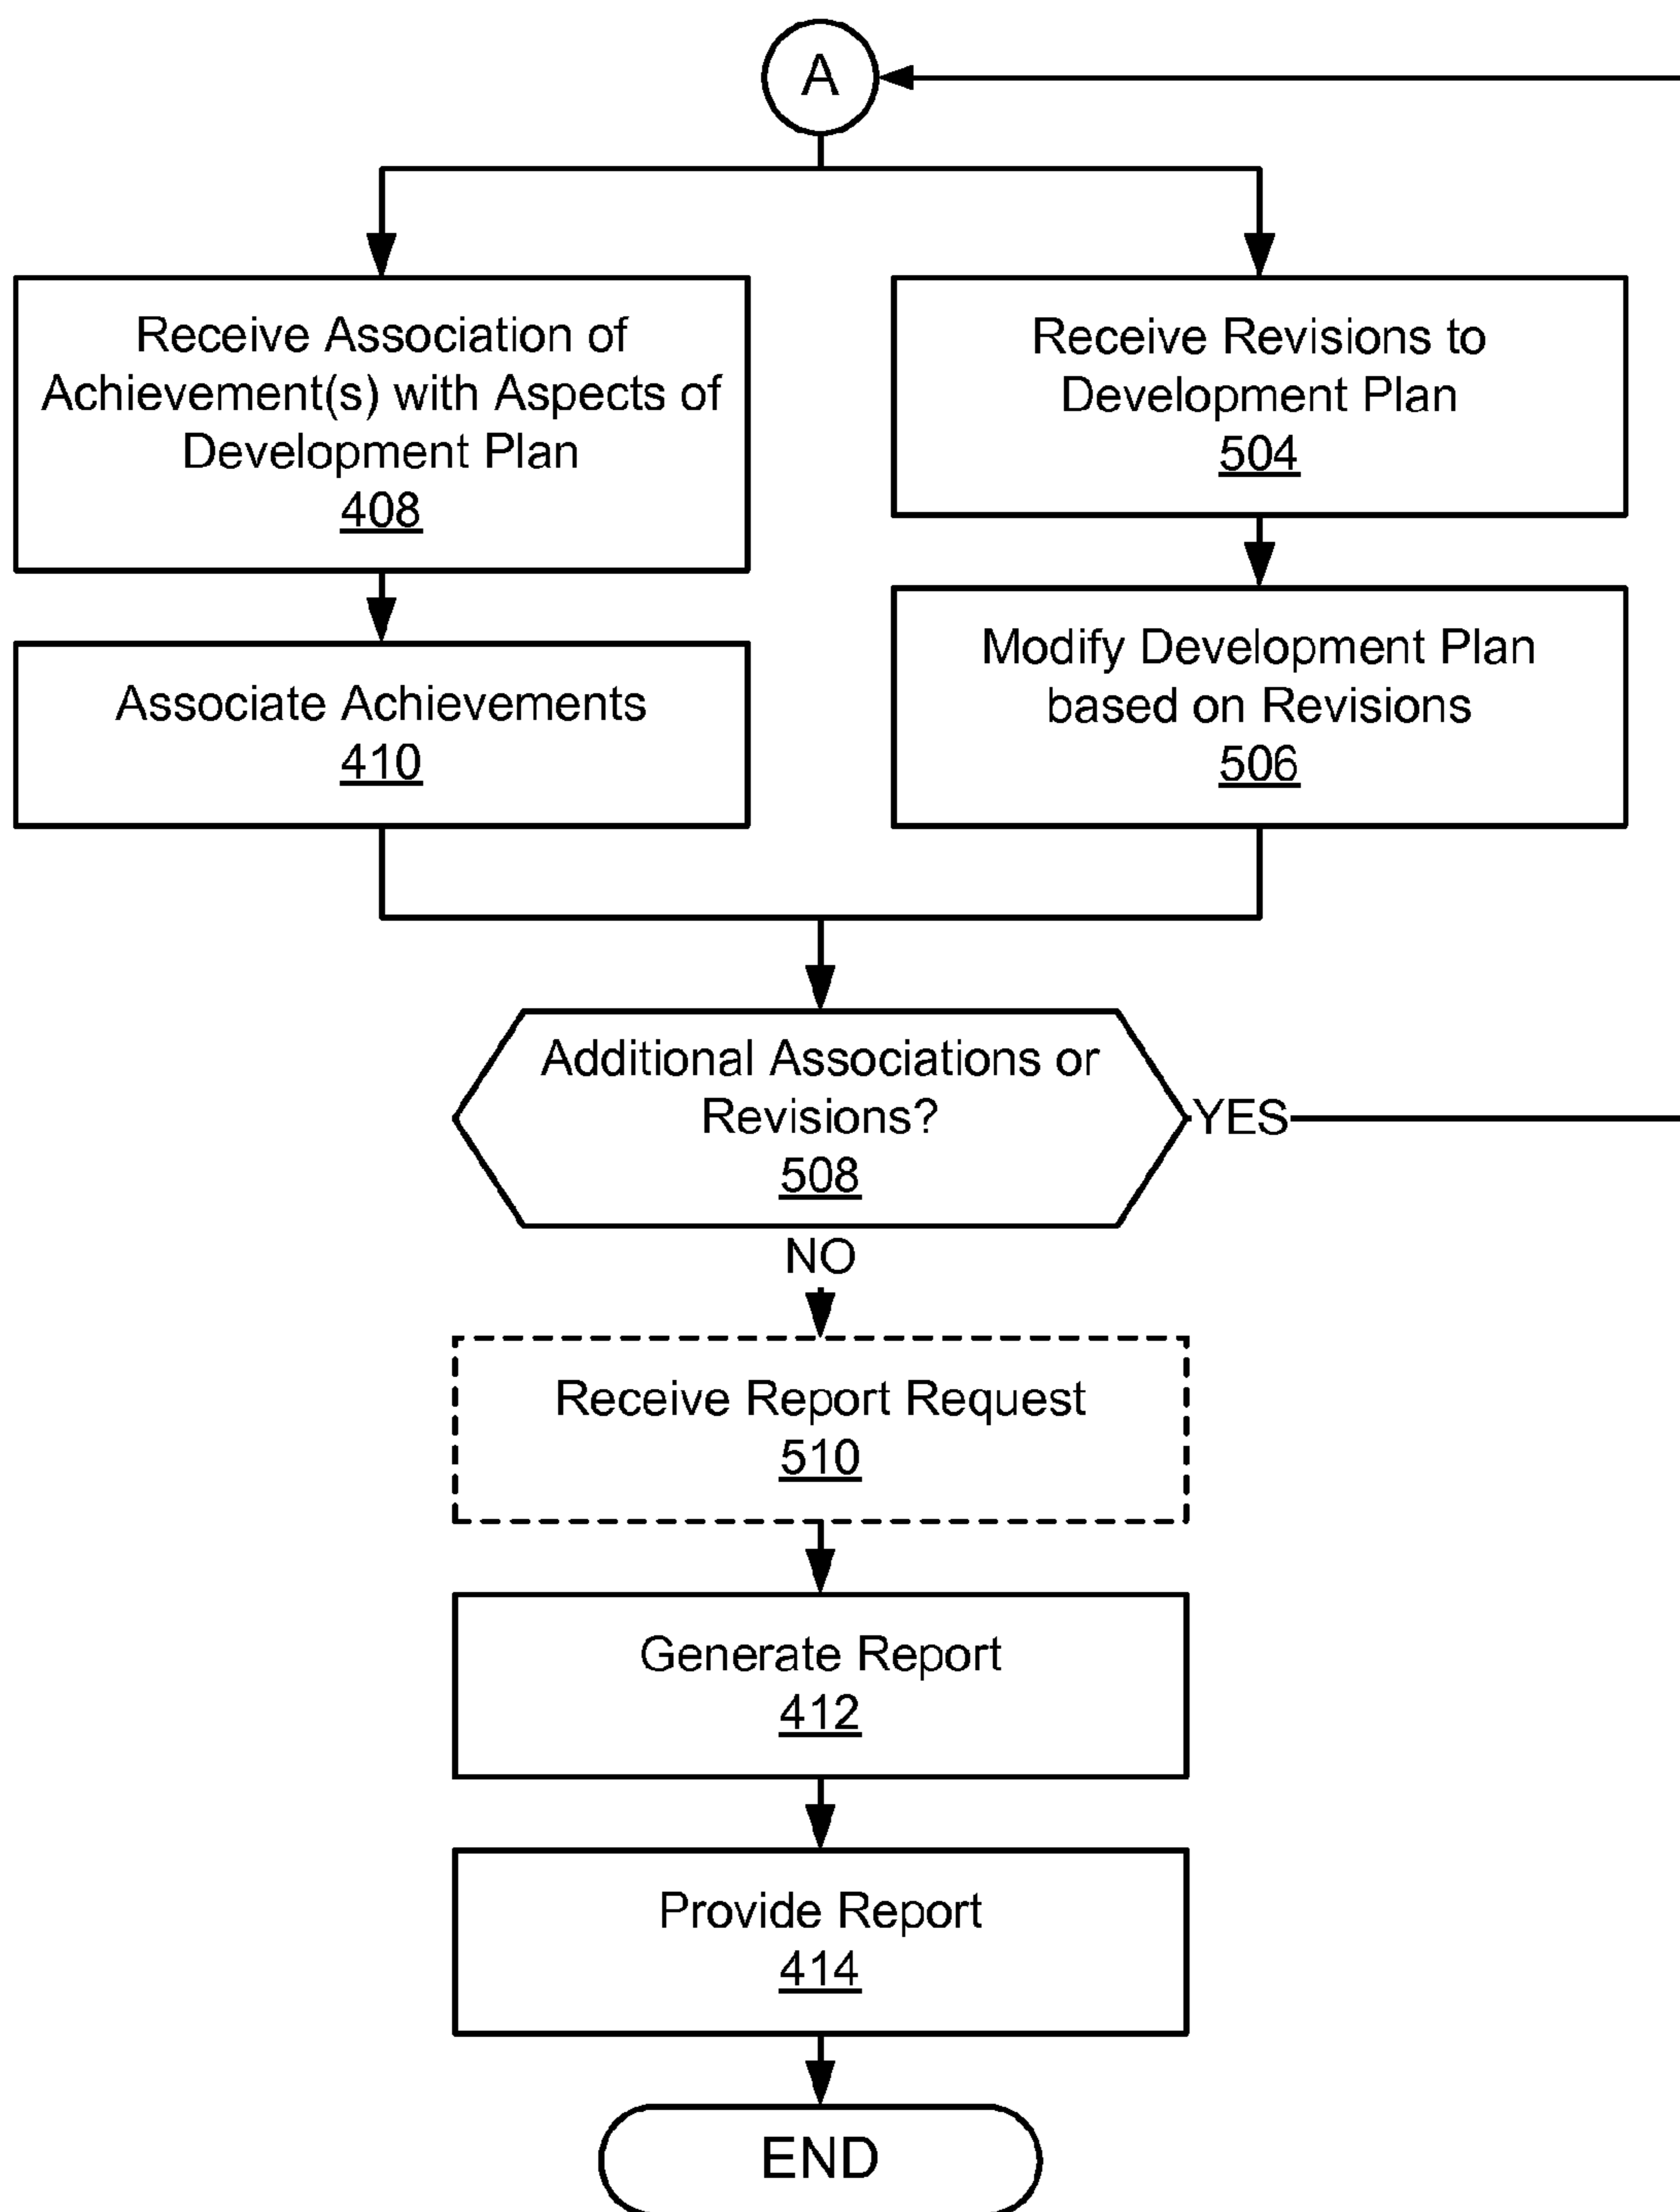 A
Receive Association of
Achievement(s) with Aspects of
Development Plan
408
Receive Revisions to
Development Plan
504
Associate Achievements
410
Modify Development Plan
based on Revisions
506
Additional Associations or
Revisions?
508
YES
NO
Receive Report Request
510
Generate Report
412
Provide Report
414
END